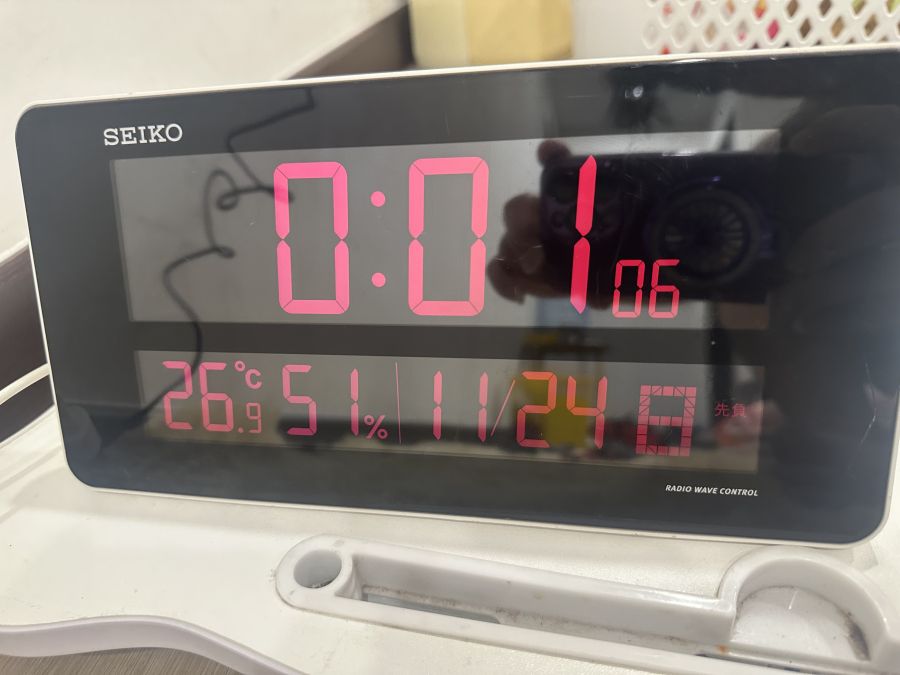 SEIKO
0:01 06
26.9°C 51% 11/24 日 先負
RADIO WAVE CONTROL